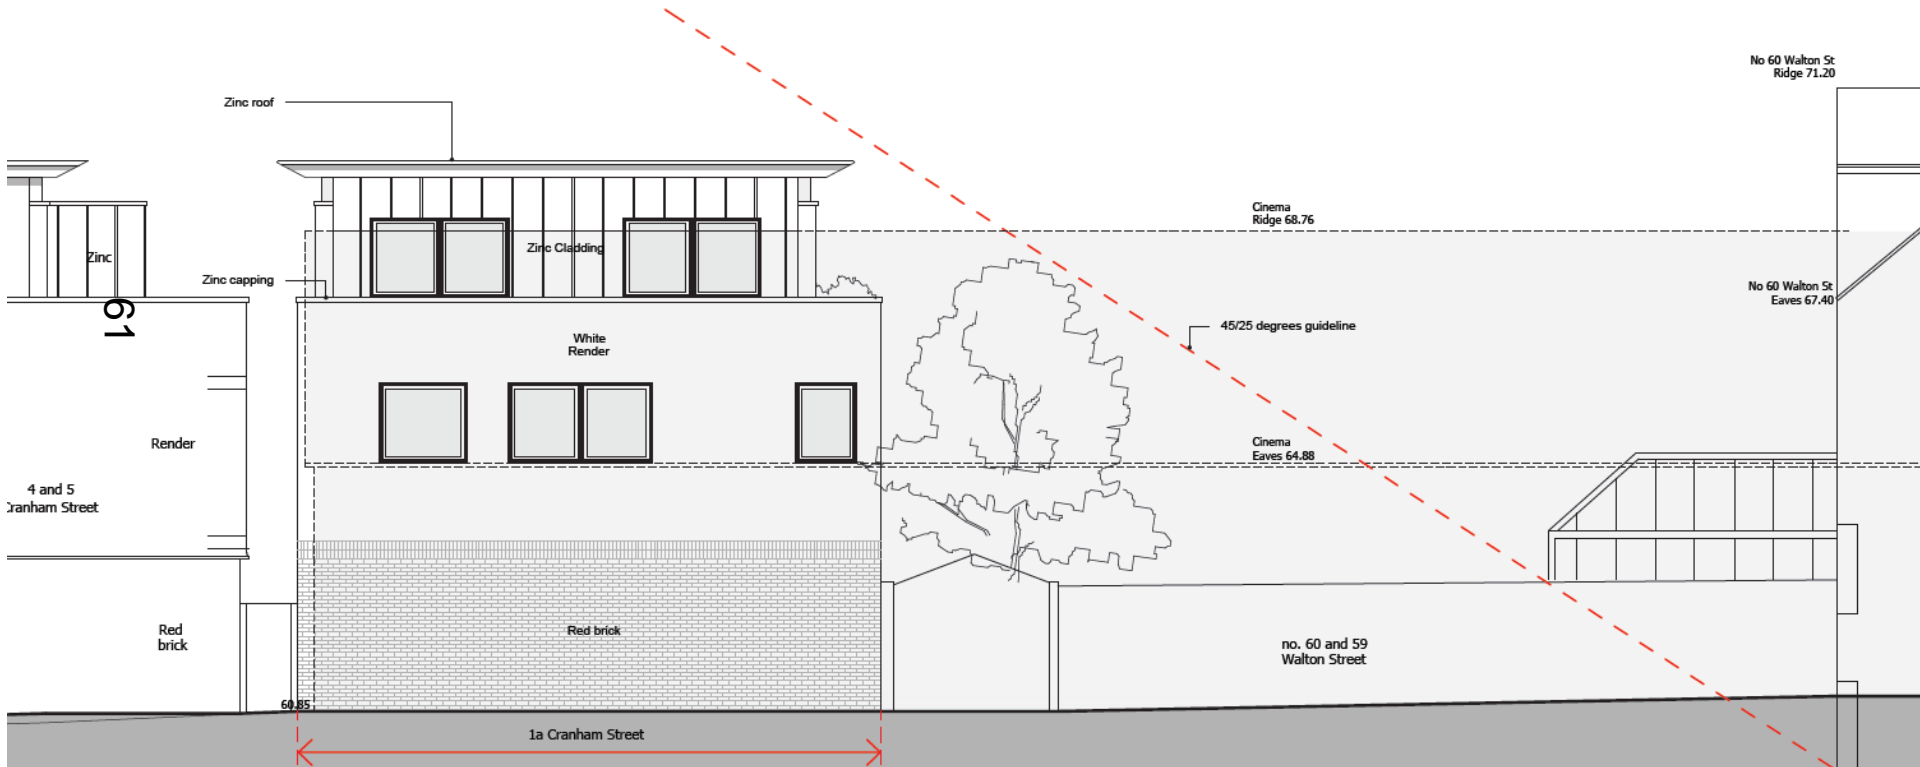 No 60 Walton St
Ridge 71.20
Zinc roof
Cinema
Ridge 68.76
Zinc Cladding
Zinc
Zinc capping
No 60 Walton St
Eaves 67.40
61
45/25 degrees guideline
White
Render
Render
Cinema
Eaves 64.88
4 and 5
Cranham Street
Red
brick
Red brick
no. 60 and 59
Walton Street
60.85
1a Cranham Street